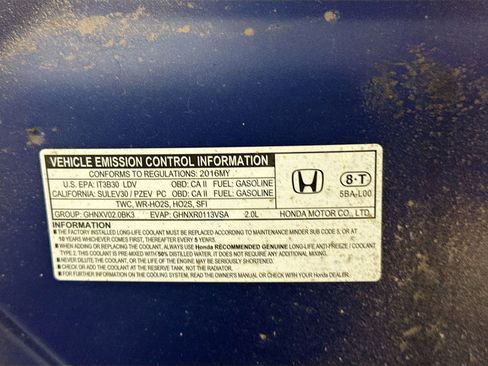 VEHICLE EMISSION CONTROL INFORMATION
CONFORMS TO REGULATIONS: 2016MY
U.S. EPA: IT3B30 LDV OBD: CA II FUEL: GASOLINE
CALIFORNIA: SULEV30 / PZEV PC OBD: CA II FUEL: GASOLINE
TWC, WR-HO2S, HO2S, SFI
GROUP: GHNXV02.0BK3 EVAP: GHNXR0113VSA 2.0L
8-T
5BA-L00
HONDA MOTOR CO., LTD.
INFORMATION
■ THE FACTORY INSTALLED LONG-LIFE COOLANT MUST BE REPLACED ACCORDING TO MAINTENANCE MINDER SUB CODE 5, OR AT
10 YEARS WHICHEVER COMES FIRST, THEREAFTER EVERY 5 YEARS.
■ WHEN ADDING OR REPLACING THE COOLANT, ALWAYS USE Honda RECOMMENDED GENUINE LONG-LIFE ANTI-FREEZE / COOLANT
TYPE 2. THIS COOLANT IS PRE-MIXED WITH 50% DISTILLED WATER, IT DOES NOT REQUIRE ANY ADDITIONAL MIXING.
■ NEVER DILUTE THE COOLANT, OR THE LIFE OF THE ENGINE MAY BE SERIOUSLY SHORTENED.
■ CHECK AND ADD COOLANT AT THE RESERVE TANK, NOT THE RADIATOR.
■ FOR FURTHER INFORMATION ON THE COOLING SYSTEM, READ THE OWNER'S MANUAL OR CHECK WITH YOUR Honda DEALER.